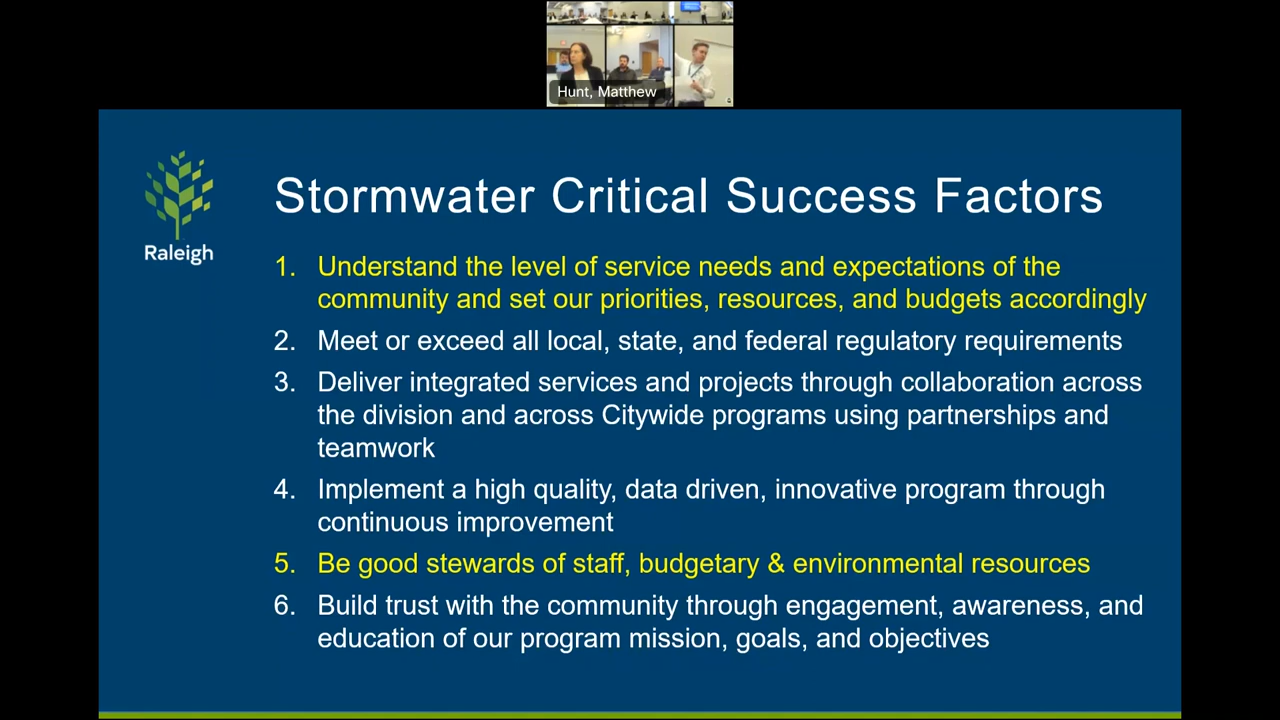 Hunt, Matthew
Raleigh
Stormwater Critical Success Factors
1. Understand the level of service needs and expectations of the
community and set our priorities, resources, and budgets accordingly
2. Meet or exceed all local, state, and federal regulatory requirements
3. Deliver integrated services and projects through collaboration across
the division and across Citywide programs using partnerships and
teamwork
4. Implement a high quality, data driven, innovative program through
continuous improvement
5. Be good stewards of staff, budgetary & environmental resources
6. Build trust with the community through engagement, awareness, and
education of our program mission, goals, and objectives